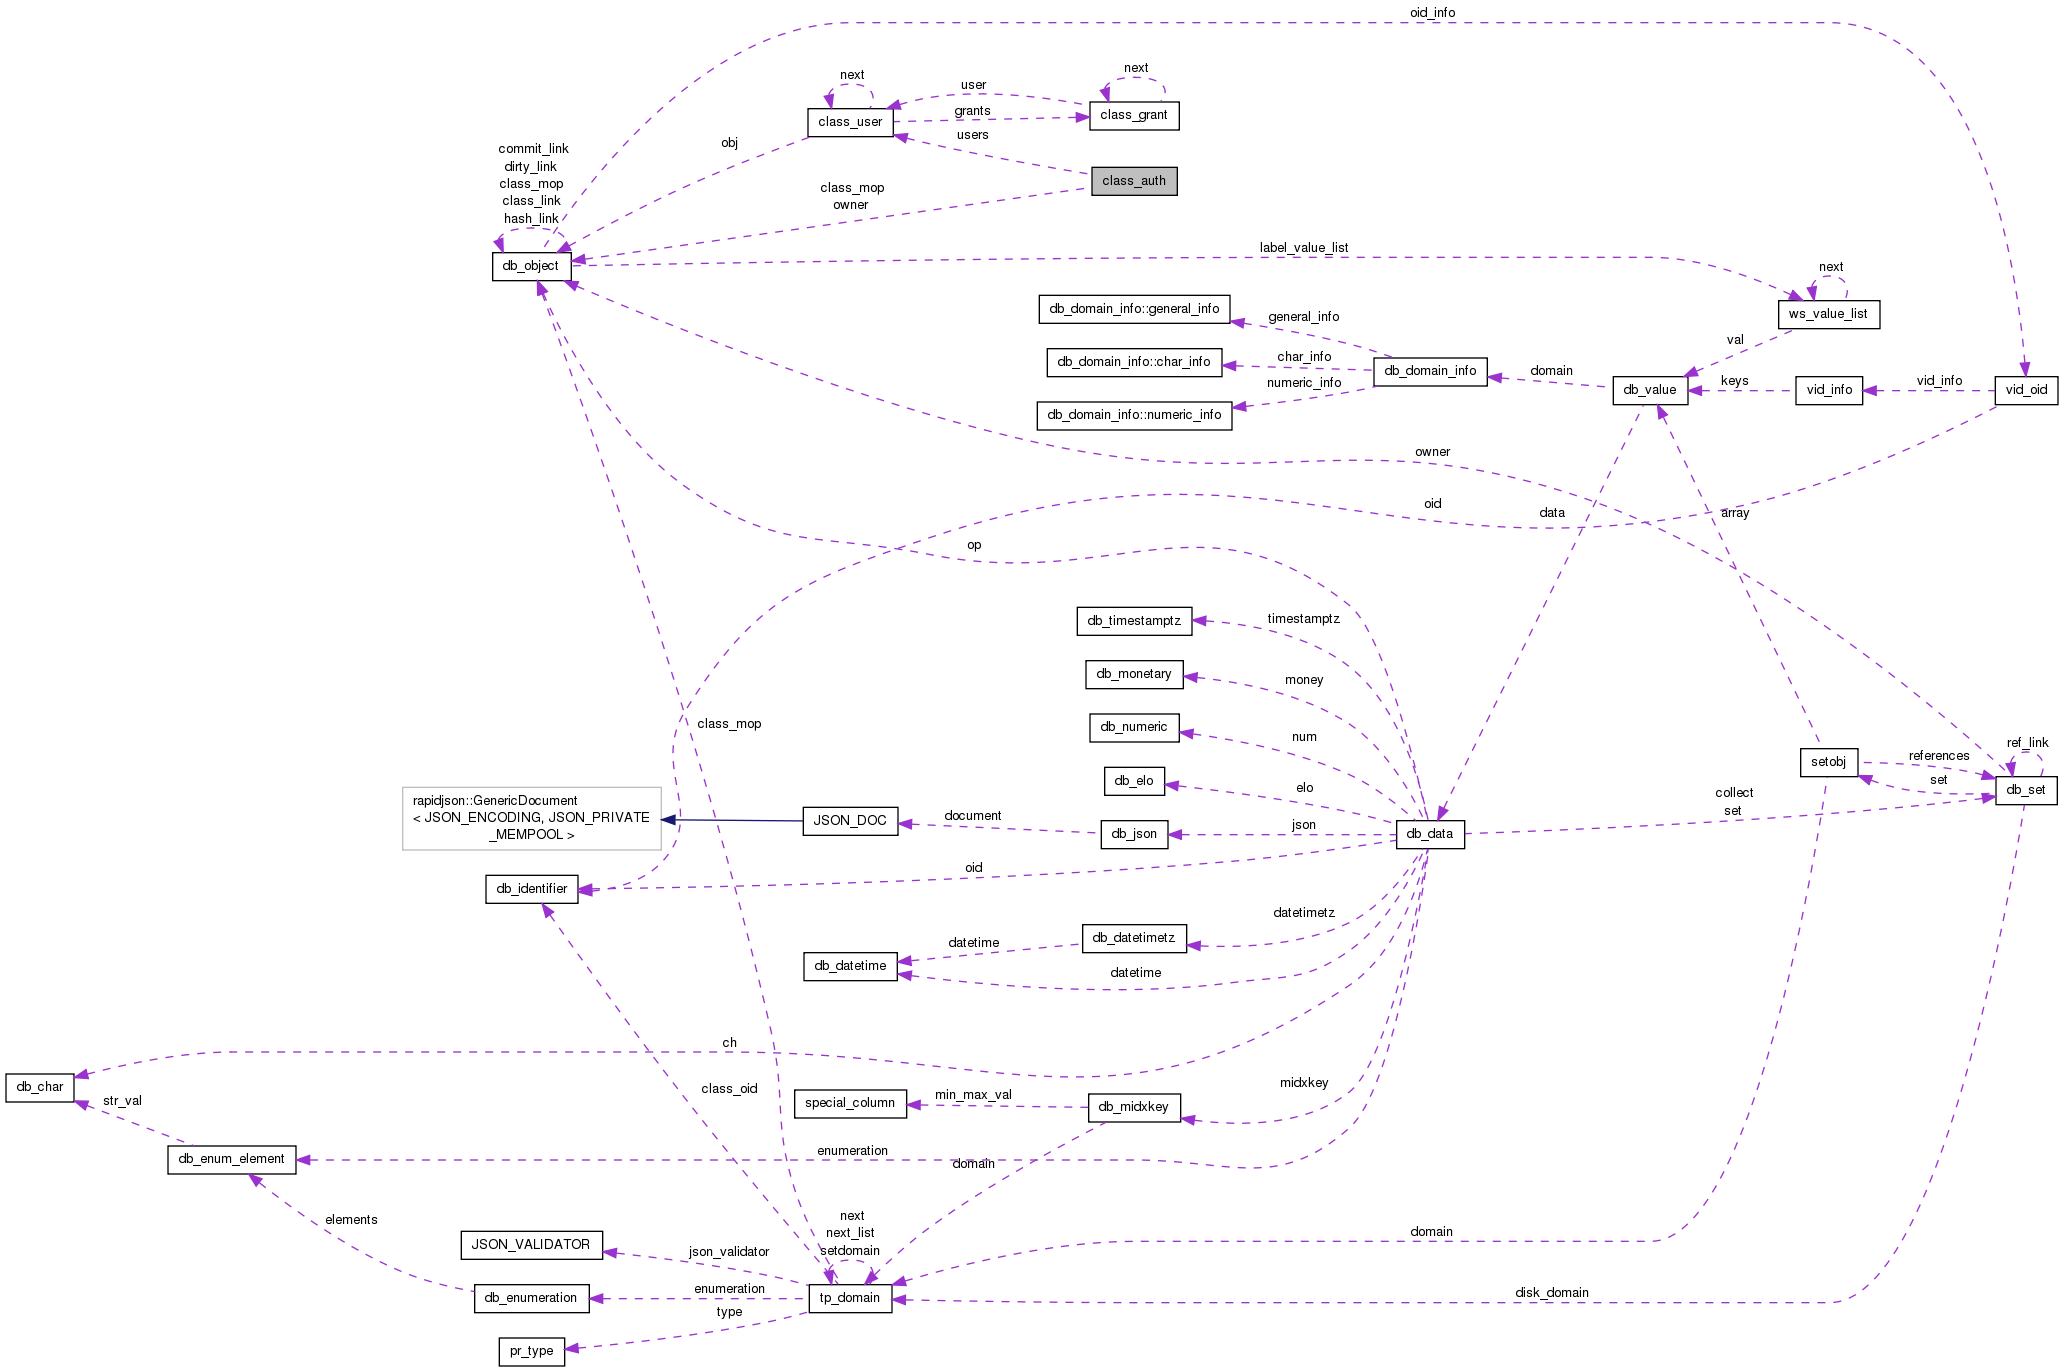 oid_info
next
next
user
class_user
grants
class_grant
users
obj
commit_link
dirty_link
class_mop
class_link
hash_link
class_auth
class_mop
owner
db_object
label_value_list
next
ws_value_list
db_domain_info::general_info
general_info
val
db_domain_info::char_info
char_info
db_domain_info
domain
numeric_info
db_value
keys
vid_info
vid_info
vid_oid
db_domain_info::numeric_info
owner
oid
data
array
op
db_timestamptz
timestamptz
db_monetary
money
class_mop
db_numeric
num
setobj
references
ref_link
set
db_set
db_elo
elo
collect
set
rapidjson::GenericDocument
< JSON_ENCODING, JSON_PRIVATE
_MEMPOOL >
JSON_DOC
document
db_json
json
db_data
db_identifier
oid
datetimetz
db_datetimetz
datetime
db_datetime
datetime
ch
db_char
str_val
class_oid
special_column
min_max_val
db_midxkey
midxkey
db_enum_element
enumeration
domain
elements
next
next_list
setdomain
domain
JSON_VALIDATOR
json_validator
db_enumeration
enumeration
tp_domain
disk_domain
type
pr_type